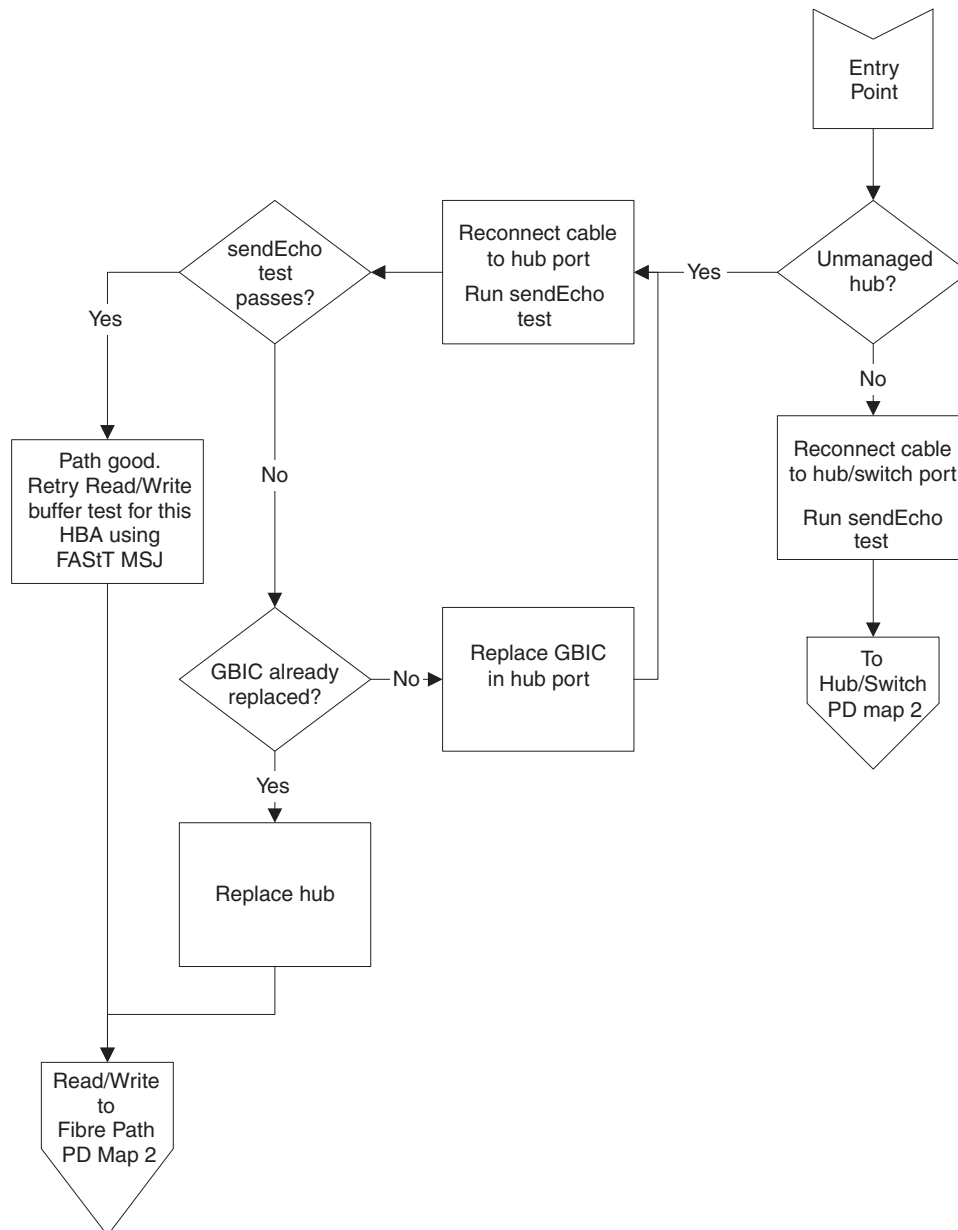 Entry
Point
Unmanaged
hub?
Yes
No
Reconnect cable
to hub port
Run sendEcho
test
sendEcho
test
passes?
Yes
No
Reconnect cable
to hub/switch port
Run sendEcho
test
To
Hub/Switch
PD map 2
Path good.
Retry Read/Write
buffer test for this
HBA using
FAStT MSJ
GBIC already
replaced?
No
Replace GBIC
in hub port
Yes
Replace hub
Read/Write
to
Fibre Path
PD Map 2